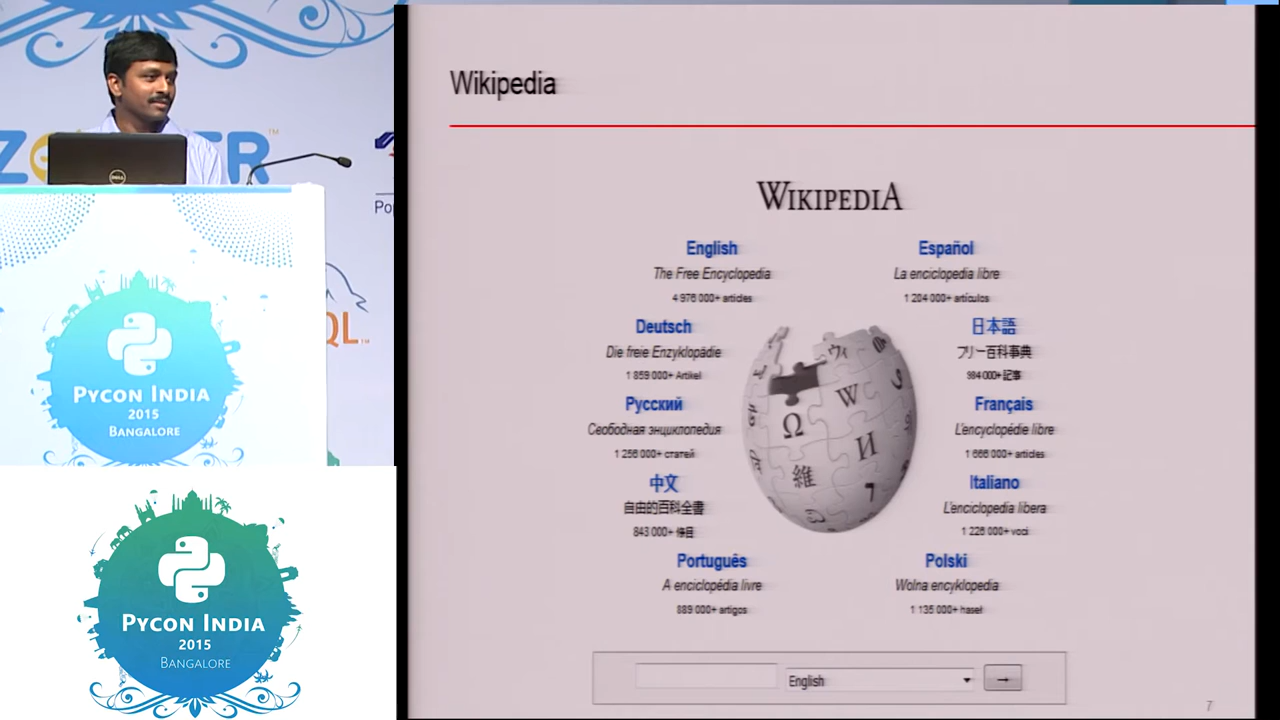 DELL
PYCON INDIA
2015
BANGALORE
PYCON INDIA
2015
BANGALORE
Wikipedia
WIKIPEDIA
English
The Free Encyclopedia
4 976 000+ articles
Español
La enciclopedia libre
1 204 000+ artículos
Deutsch
Die freie Enzyklopädie
1 859 000+ Artikel
日本語
フリー百科事典
984 000+ 記事
Русский
Свободная энциклопедия
1 256 000+ статей
Français
L'encyclopédie libre
1 666 000+ articles
中文
自由的百科全書
843 000+ 條目
Italiano
L'enciclopedia libera
1 226 000+ voci
Português
A enciclopédia livre
889 000+ artigos
Polski
Wolna encyklopedia
1 135 000+ haseł
Ω
W
И
維
English
→
7